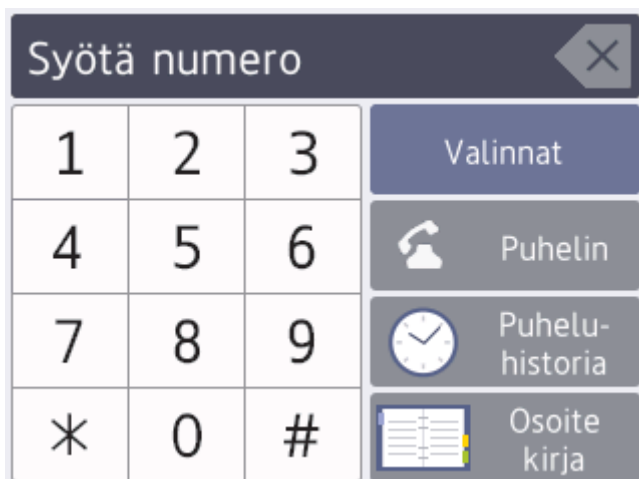 Syötä numero
1 2 3
Valinnat
4 5 6
Puhelin
7 8 9
Puhelu-
historia
* 0 #
Osoite
kirja